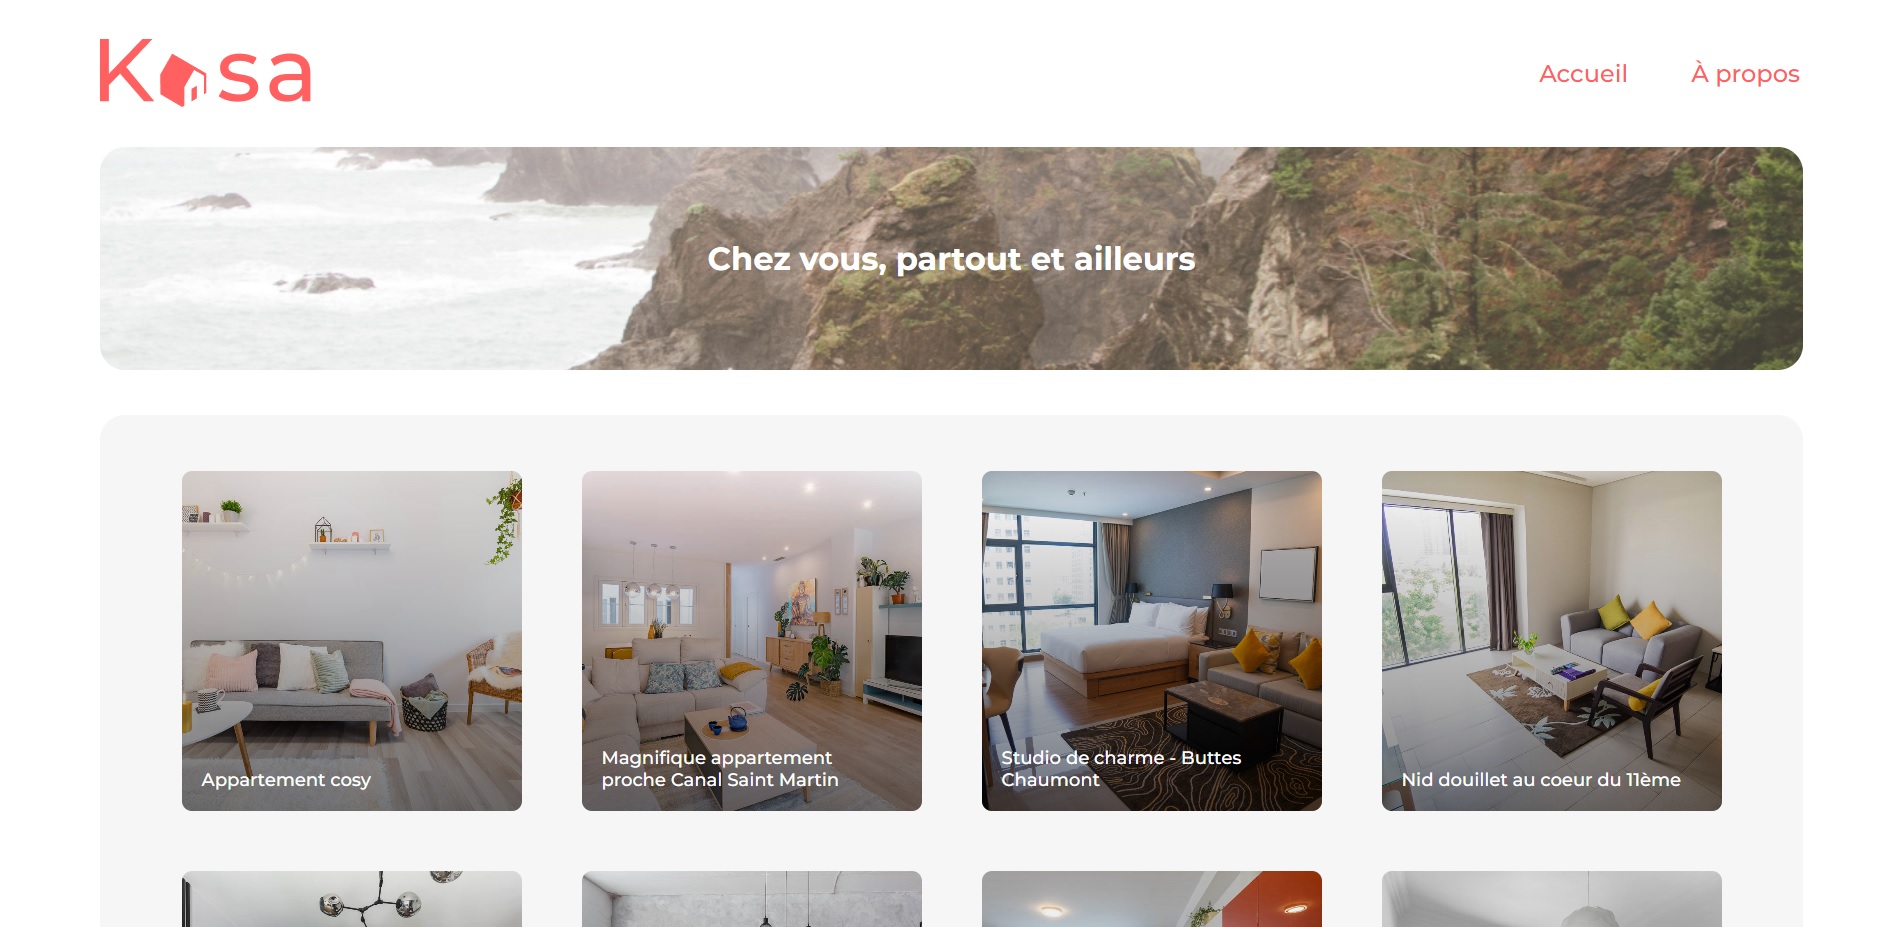 Kasa
Accueil
À propos
Chez vous, partout et ailleurs
Appartement cosy
Magnifique appartement
proche Canal Saint Martin
Studio de charme - Buttes
Chaumont
Nid douillet au coeur du 11ème